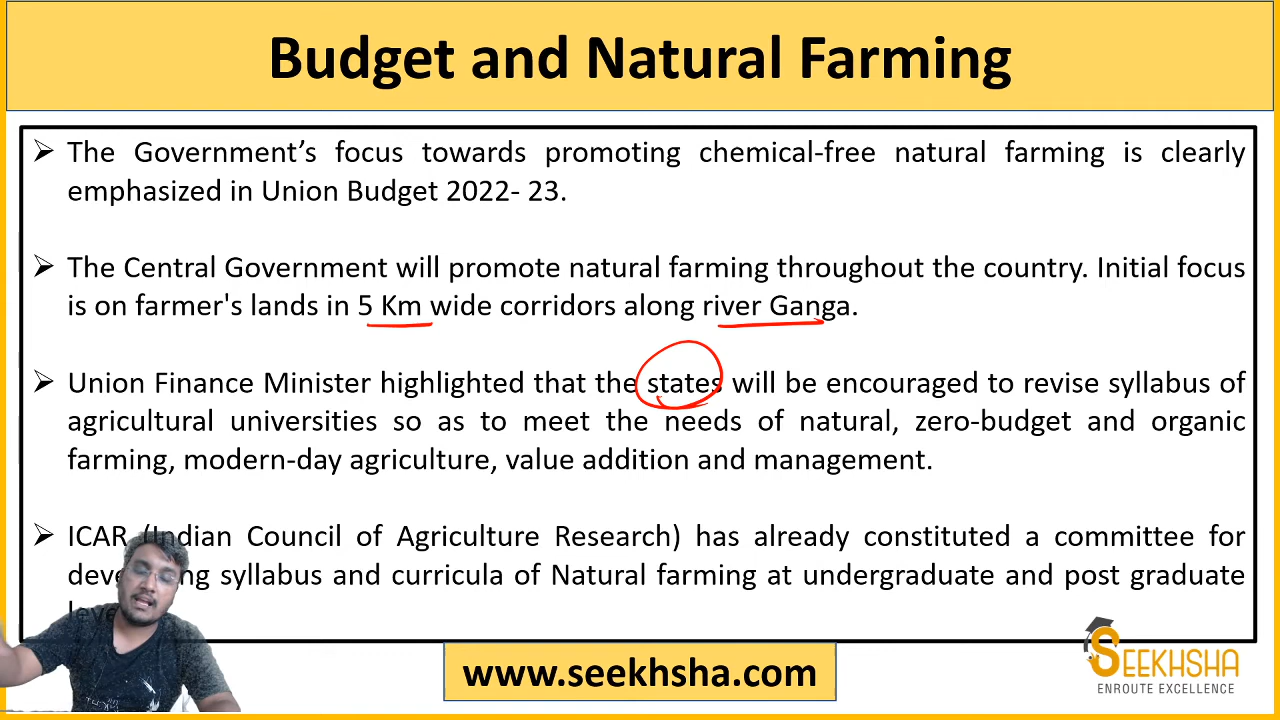 Budget and Natural Farming
The Government’s focus towards promoting chemical-free natural farming is clearly
emphasized in Union Budget 2022- 23.
The Central Government will promote natural farming throughout the country. Initial focus
is on farmer's lands in 5 Km wide corridors along river Ganga.
Union Finance Minister highlighted that the states will be encouraged to revise syllabus of
agricultural universities so as to meet the needs of natural, zero-budget and organic
farming, modern-day agriculture, value addition and management.
ICAR (Indian Council of Agriculture Research) has already constituted a committee for
syllabus and curricula of Natural farming at undergraduate and post graduate
www.seekhsha.com
SEEKHSHA
ENROUTE EXCELLENCE